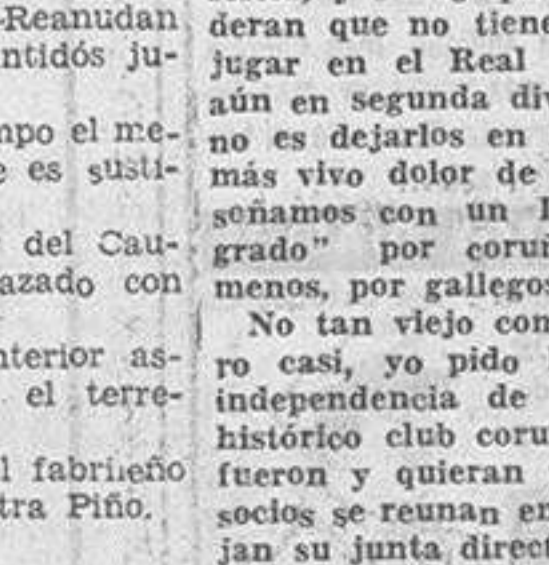 -Reanudan
ntidós ju-
mpo el me-
e es susti-
del Cau-
azado con
nterior as-
el terre-
l fabrileño
tra Piño.
deran que no tiene
jugar en el Real
aún en segunda div
no es dejarlos en
más vivo dolor de
soñamos con un
grado" por coruñ
menos, por gallegos
No tan viejo com
ro casi, yo pido
independencia de
histórico club coru
fueron y quieran
socios se reunan en
jan su junta direct